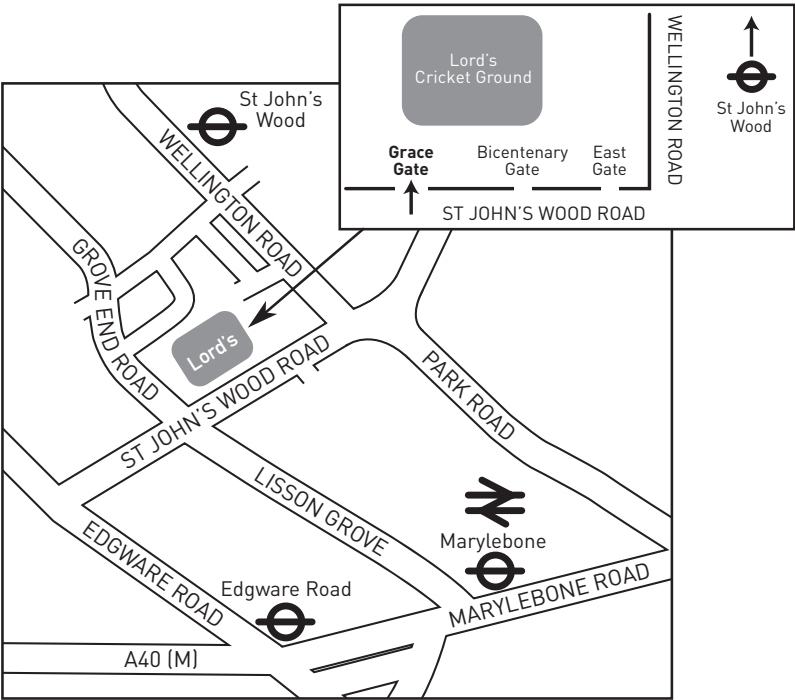 Lord's
Cricket Ground
WELLINGTON ROAD
St John's
Wood
Grace
Gate
Bicentenary
Gate
East
Gate
ST JOHN'S WOOD ROAD
St John's
Wood
WELLINGTON ROAD
GROVE END ROAD
Lord's
ST JOHN'S WOOD ROAD
PARK ROAD
LISSON GROVE
Marylebone
EDGWARE ROAD
Edgware Road
MARYLEBONE ROAD
A40 (M)